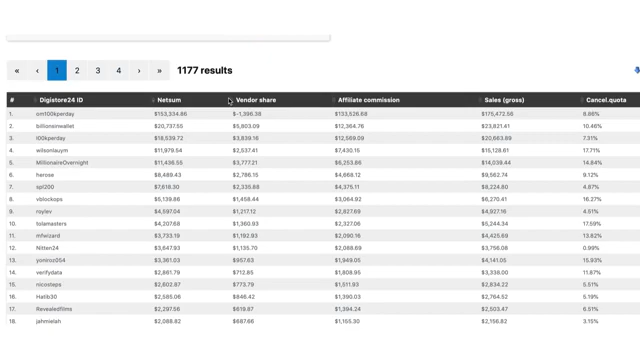 « ‹ 1 2 3 4 › » 1177 results
# Digistore24 ID Netsum Vendor share Affiliate commission Sales (gross) Cancel.quota
1. omt100kperday $153,334.86 $-1,396.38 $133,526.68 $175,472.56 8.86%
2. billionsinwallet $20,737.55 $5,803.09 $12,364.76 $23,821.41 10.46%
3. l00kperday $18,539.72 $3,839.16 $12,569.09 $20,663.89 7.31%
4. wilsonlauym $11,979.54 $2,537.41 $7,430.15 $15,128.61 17.71%
5. MillionaireOvernight $11,436.55 $3,777.21 $6,253.86 $14,038.44 14.84%
6. herose $8,489.43 $2,786.15 $4,668.12 $9,562.74 9.12%
7. spl200 $7,618.30 $2,335.68 $4,375.11 $8,224.80 4.87%
8. vblockops $5,139.86 $1,458.44 $3,064.92 $6,270.41 16.27%
9. roylev $4,597.04 $1,217.12 $2,827.69 $4,927.16 4.51%
10. tolamasters $4,207.68 $1,360.93 $2,327.06 $5,244.34 17.59%
11. mfwizard $3,733.19 $1,192.93 $2,090.16 $4,425.69 13.82%
12. Nitten24 $3,647.93 $1,135.70 $2,088.69 $3,756.08 0.99%
13. yomiroz054 $3,361.03 $957.63 $1,949.05 $4,177.27 15.93%
14. verifydata $2,861.79 $712.85 $1,808.95 $3,338.00 11.87%
15. nicosteps $2,602.87 $773.79 $1,511.93 $2,834.22 5.51%
16. Halib30 $2,585.06 $846.42 $1,390.03 $2,764.52 5.19%
17. Revealedfilms $2,297.56 $619.87 $1,394.24 $2,503.47 6.51%
18. jahmielah $2,088.82 $687.66 $1,155.30 $2,156.82 3.15%